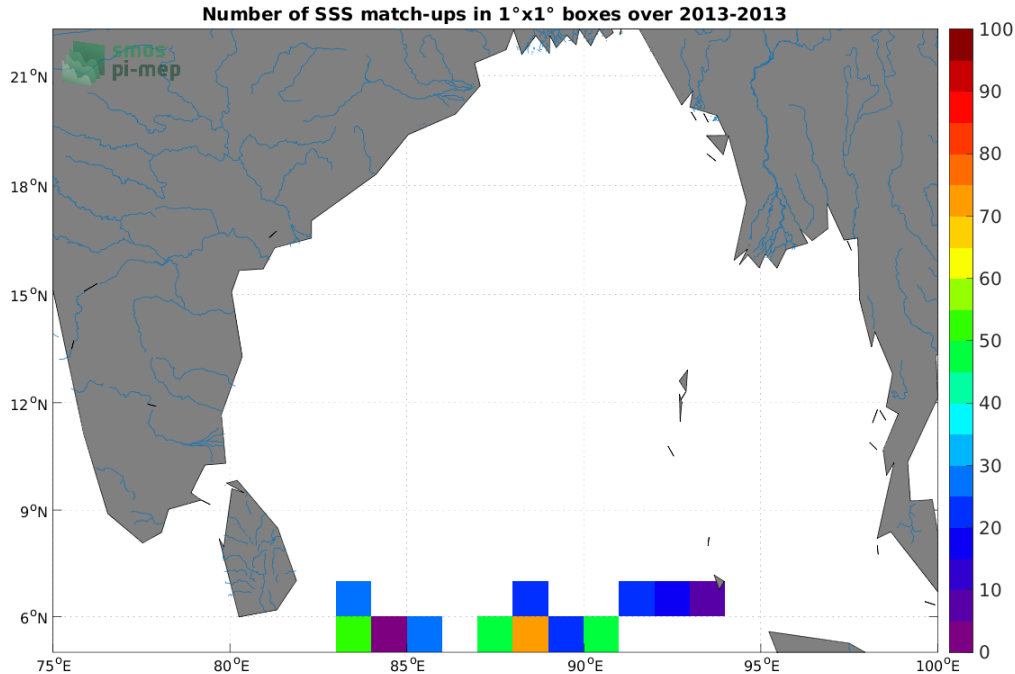 Number of SSS match-ups in 1°x1° boxes over 2013-2013
smos
pi-mep
21°N
18°N
15°N
12°N
9°N
6°N
75°E 80°E 85°E 90°E 95°E 100°E
100
90
80
70
60
50
40
30
20
10
0